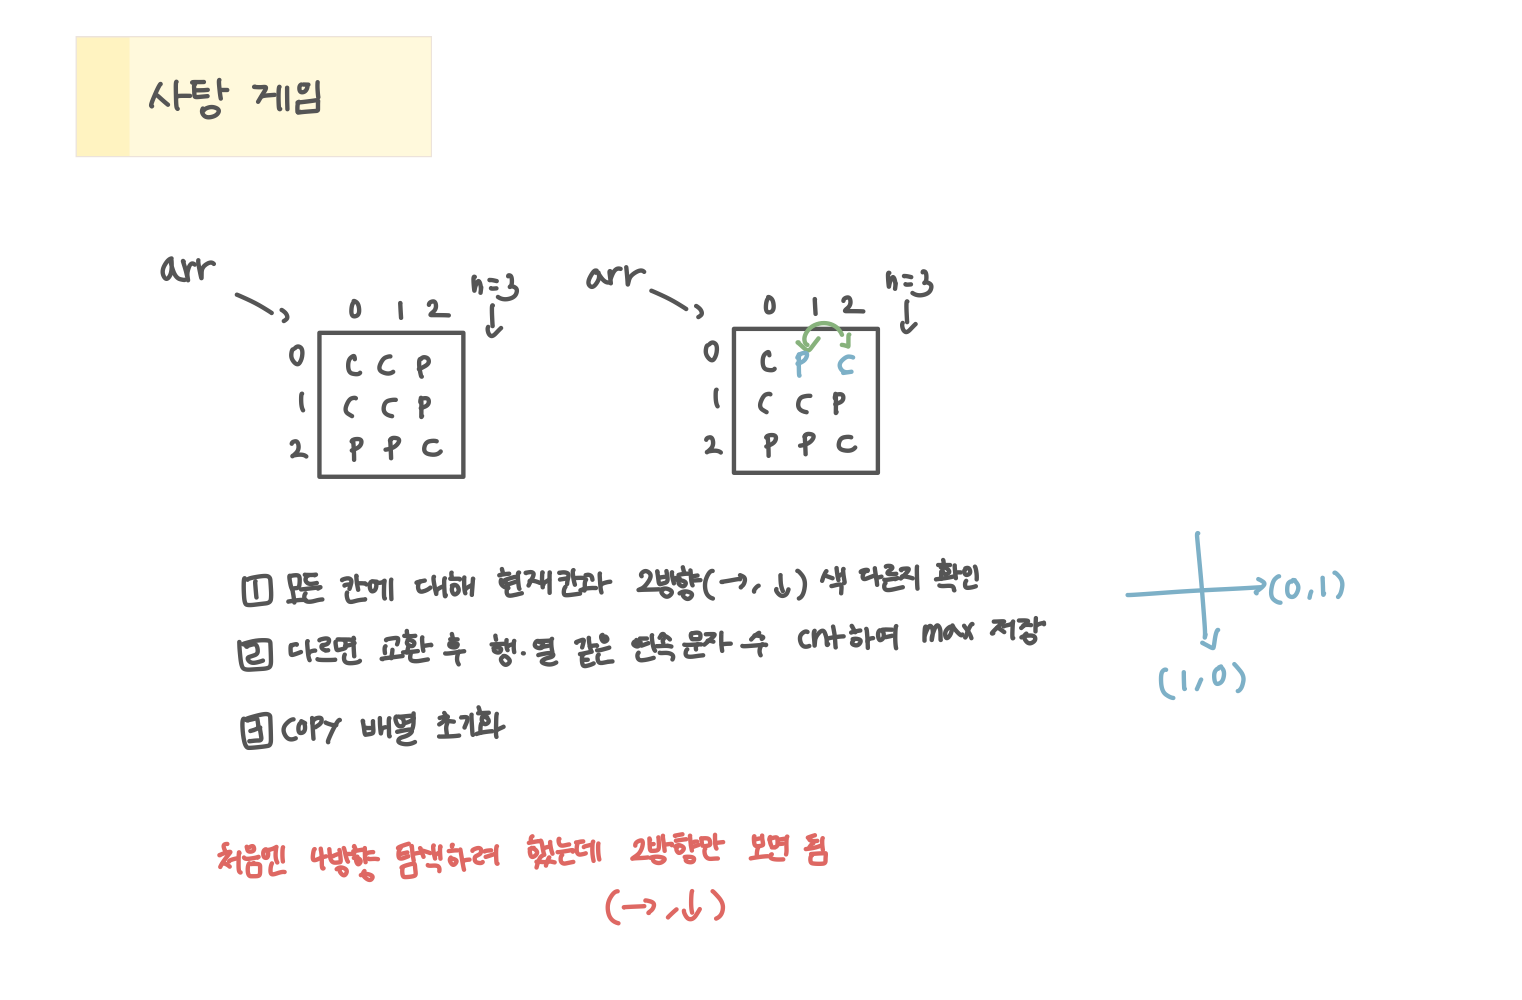 사탕 게임
arr n=3 arr n=3
0 1 2 0 1 2
0 C C P 0 C P C
1 C C P 1 C C P
2 P P C 2 P P C
1 모든 칸에 대해 현재칸과 2방향(→, ↓) 색 다른지 확인
(0,1)
2 다르면 교환 후 행·열 같은 연속 문자 수 cnt하여 max 저장
(1,0)
3 copy 배열 초기화
처음엔 4방향 탐색하려 했는데 2방향만 보면 됨
(→,↓)